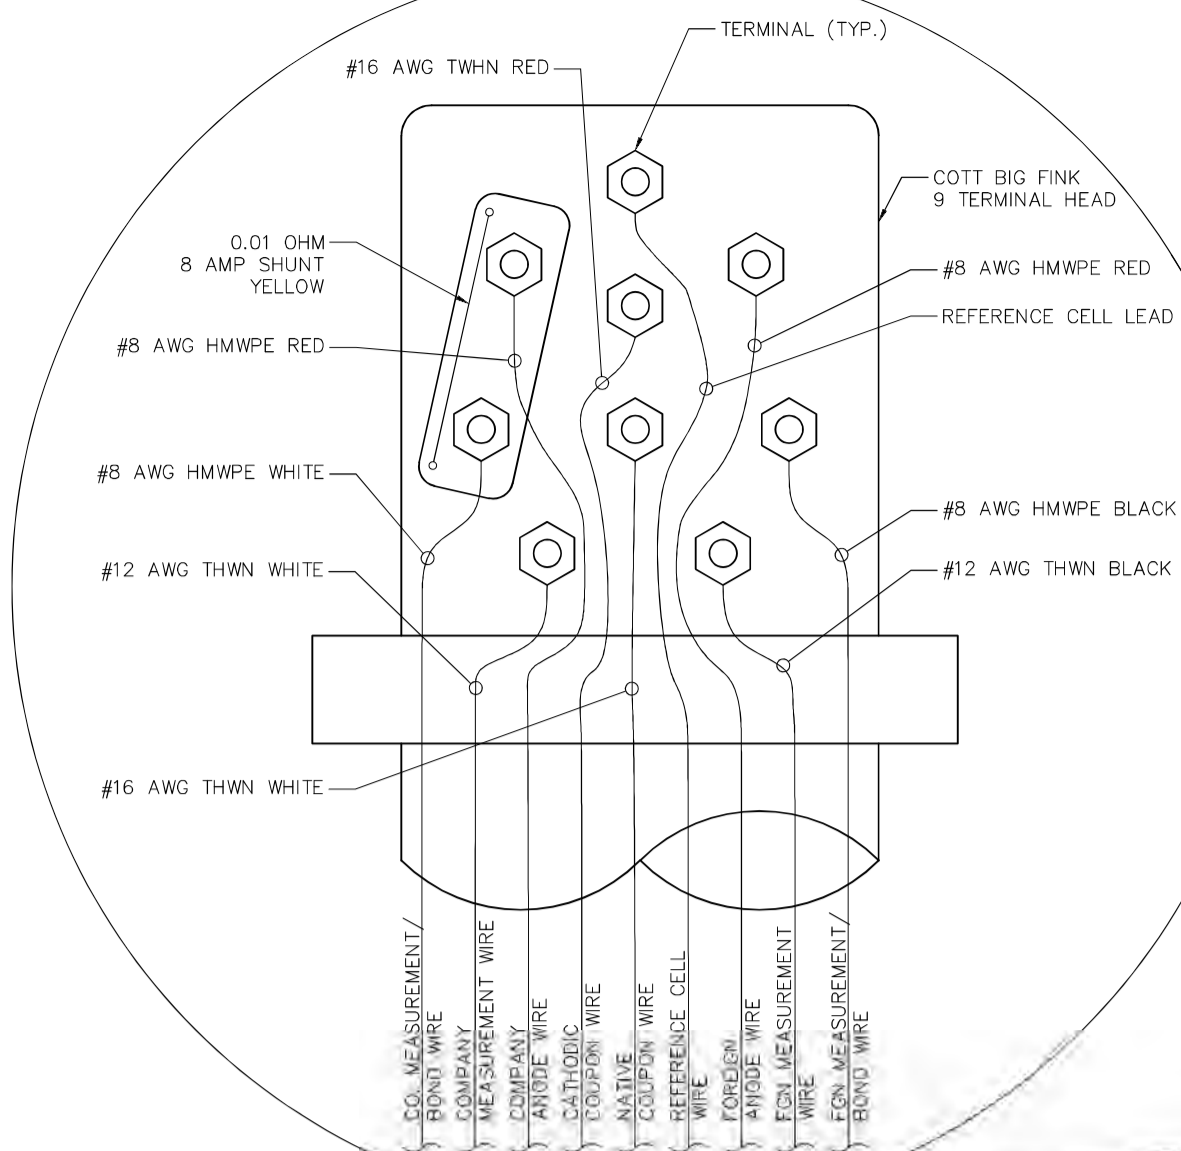 TERMINAL (TYP.)
#16 AWG TWHN RED
COTT BIG FINK
9 TERMINAL HEAD
0.01 OHM
8 AMP SHUNT
YELLOW
#8 AWG HMWPE RED
REFERENCE CELL LEAD
#8 AWG HMWPE RED
#8 AWG HMWPE WHITE
#8 AWG HMWPE BLACK
#12 AWG THWN WHITE
#12 AWG THWN BLACK
#16 AWG THWN WHITE
CO. MEASUREMENT/
BOND WIRE
COMPANY
MEASUREMENT WIRE
COMPANY
ANODE WIRE
CATHODIC
COUPON WIRE
NATIVE
COUPON WIRE
REFERENCE CELL
WIRE
FOREIGN
ANODE WIRE
FGN MEASUREMENT
WIRE
FGN MEASUREMENT/
BOND WIRE